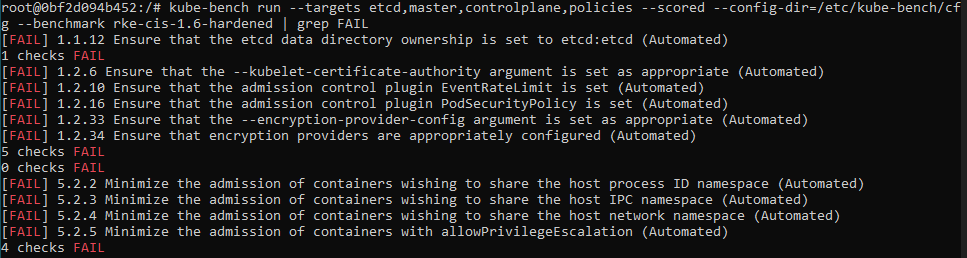 root@0bf2d094b452:/# kube-bench run --targets etcd,master,controlplane,policies --scored --config-dir=/etc/kube-bench/cf
g --benchmark rke-cis-1.6-hardened | grep FAIL
[FAIL] 1.1.12 Ensure that the etcd data directory ownership is set to etcd:etcd (Automated)
1 checks FAIL
[FAIL] 1.2.6 Ensure that the --kubelet-certificate-authority argument is set as appropriate (Automated)
[FAIL] 1.2.10 Ensure that the admission control plugin EventRateLimit is set (Automated)
[FAIL] 1.2.16 Ensure that the admission control plugin PodSecurityPolicy is set (Automated)
[FAIL] 1.2.33 Ensure that the --encryption-provider-config argument is set as appropriate (Automated)
[FAIL] 1.2.34 Ensure that encryption providers are appropriately configured (Automated)
5 checks FAIL
0 checks FAIL
[FAIL] 5.2.2 Minimize the admission of containers wishing to share the host process ID namespace (Automated)
[FAIL] 5.2.3 Minimize the admission of containers wishing to share the host IPC namespace (Automated)
[FAIL] 5.2.4 Minimize the admission of containers wishing to share the host network namespace (Automated)
[FAIL] 5.2.5 Minimize the admission of containers with allowPrivilegeEscalation (Automated)
4 checks FAIL